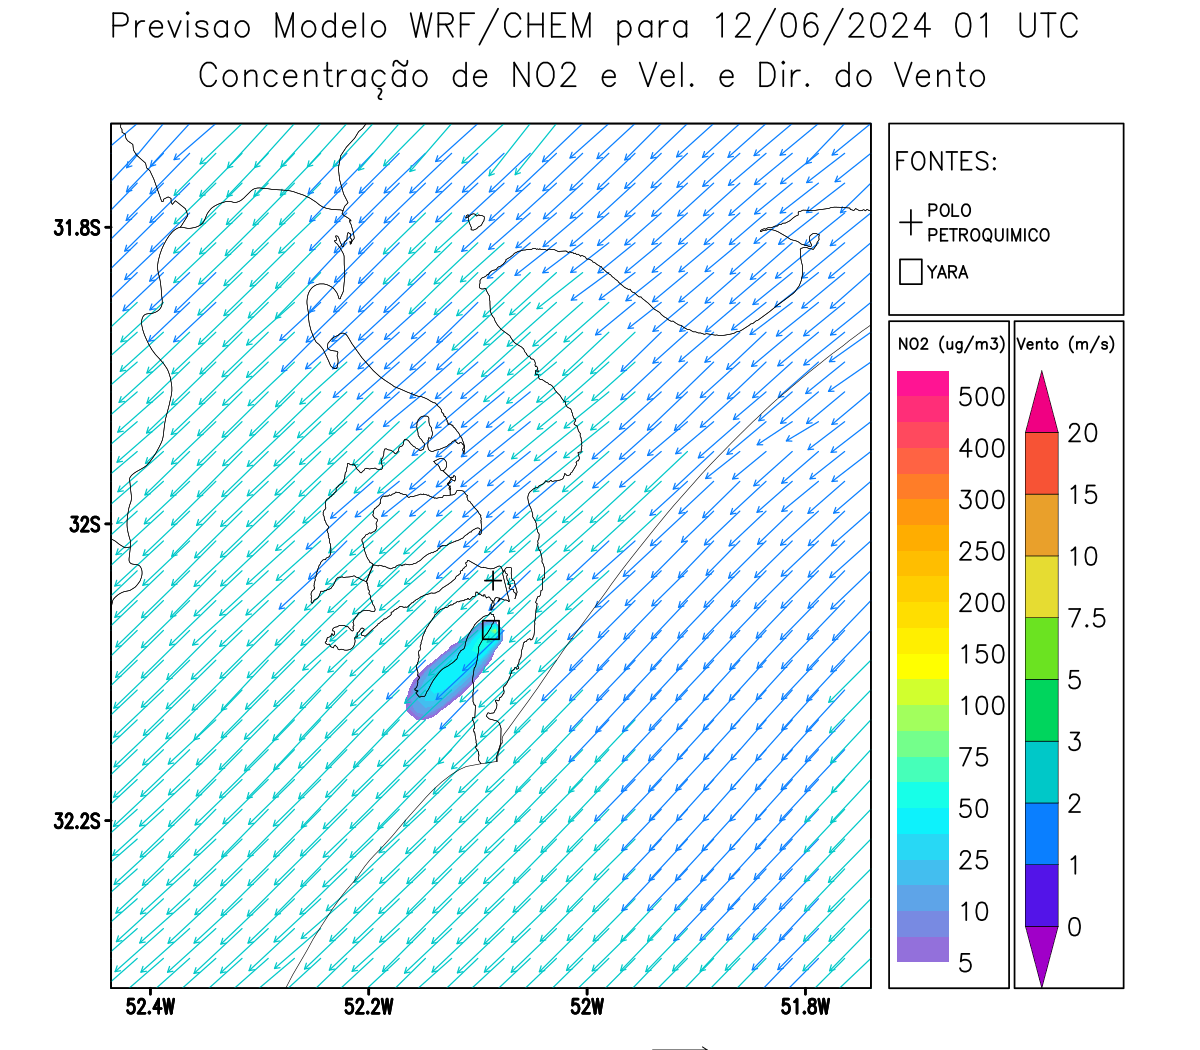 Previsao Modelo WRF/CHEM para 12/06/2024 01 UTC
Concentração de NO2 e Vel. e Dir. do Vento
FONTES:
POLO
PETROQUIMICO
YARA
NO2 (ug/m3)
500
400
300
250
200
150
100
75
50
25
10
5
Vento (m/s)
20
15
10
7.5
5
3
2
1
0
31.8S
32S
32.2S
52.4W
52.2W
52W
51.8W